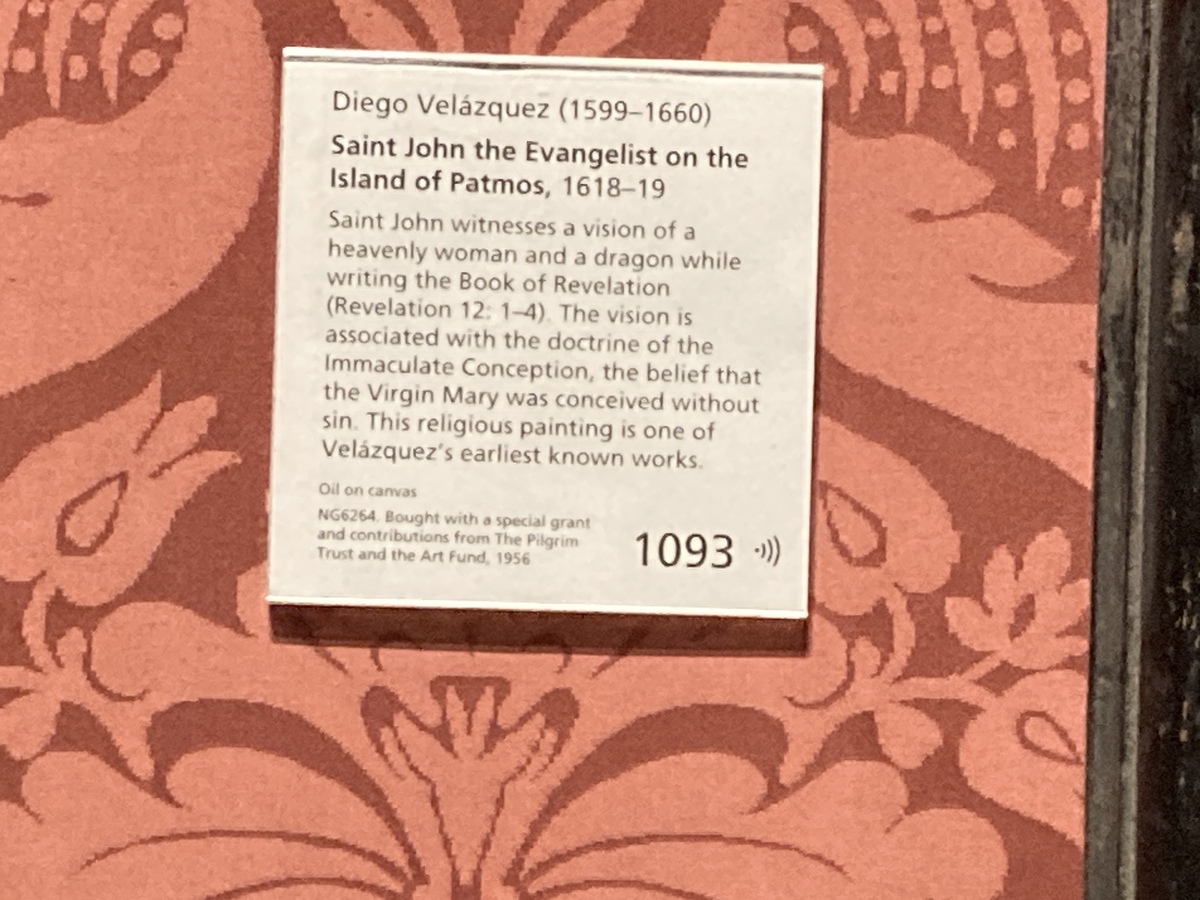 Diego Velázquez (1599–1660)
Saint John the Evangelist on the
Island of Patmos, 1618–19
Saint John witnesses a vision of a
heavenly woman and a dragon while
writing the Book of Revelation
(Revelation 12: 1–4). The vision is
associated with the doctrine of the
Immaculate Conception, the belief that
the Virgin Mary was conceived without
sin. This religious painting is one of
Velázquez’s earliest known works.
Oil on canvas
NG6264. Bought with a special grant
and contributions from The Pilgrim
Trust and the Art Fund, 1956
1093